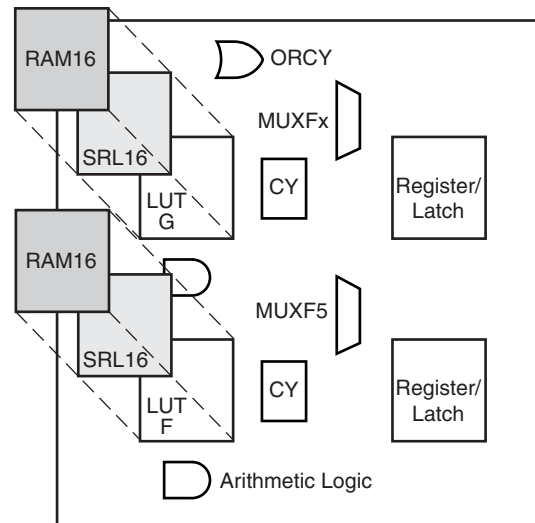 RAM16
ORCY
MUXFx
SRL16
CY
Register/
Latch
LUT
G
RAM16
MUXF5
SRL16
CY
Register/
Latch
LUT
F
Arithmetic Logic